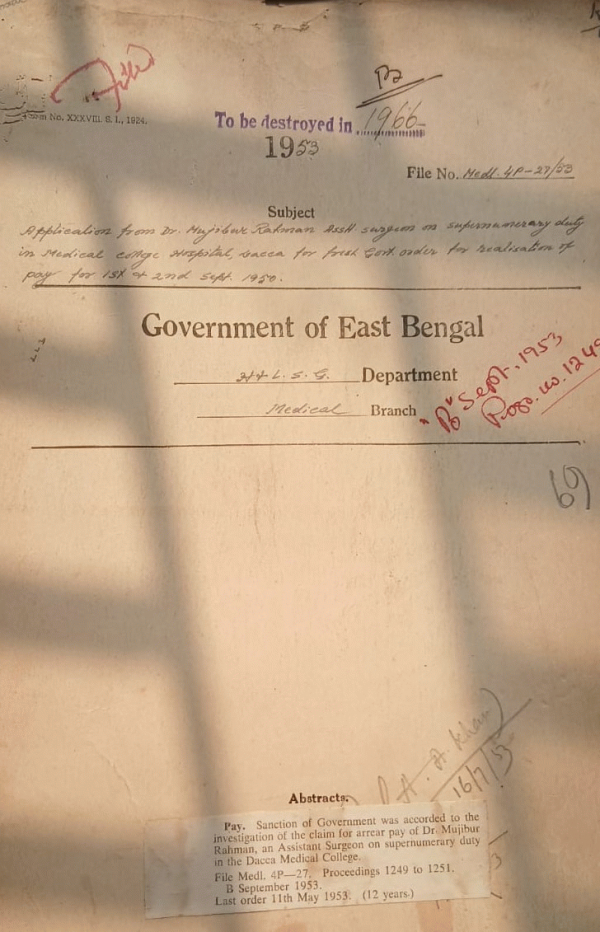 Filed
Form No. XXXVIII. S. I., 1924.
To be destroyed in 1966
1953
File No. Medl. 4P-27/53
Subject
Application from Dr. Mujibur Rahman Asstt. surgeon on supernumerary duty
in Medical college Hospital, Dacca for fresh Govt. order for realisation of
pay for 1st & 2nd Sept. 1950.
Government of East Bengal
H & L. S. G. Department
Medical Branch
"B" Sept. 1953
Progs. no. 1249
69
A. Khan
16/7/53
Abstracts.
Pay. Sanction of Government was accorded to the
investigation of the claim for arrear pay of Dr. Mujibur
Rahman, an Assistant Surgeon on supernumerary duty
in the Dacca Medical College.
File Medl. 4P—27. Proceedings 1249 to 1251.
B September 1953.
Last order 11th May 1953. (12 years.)